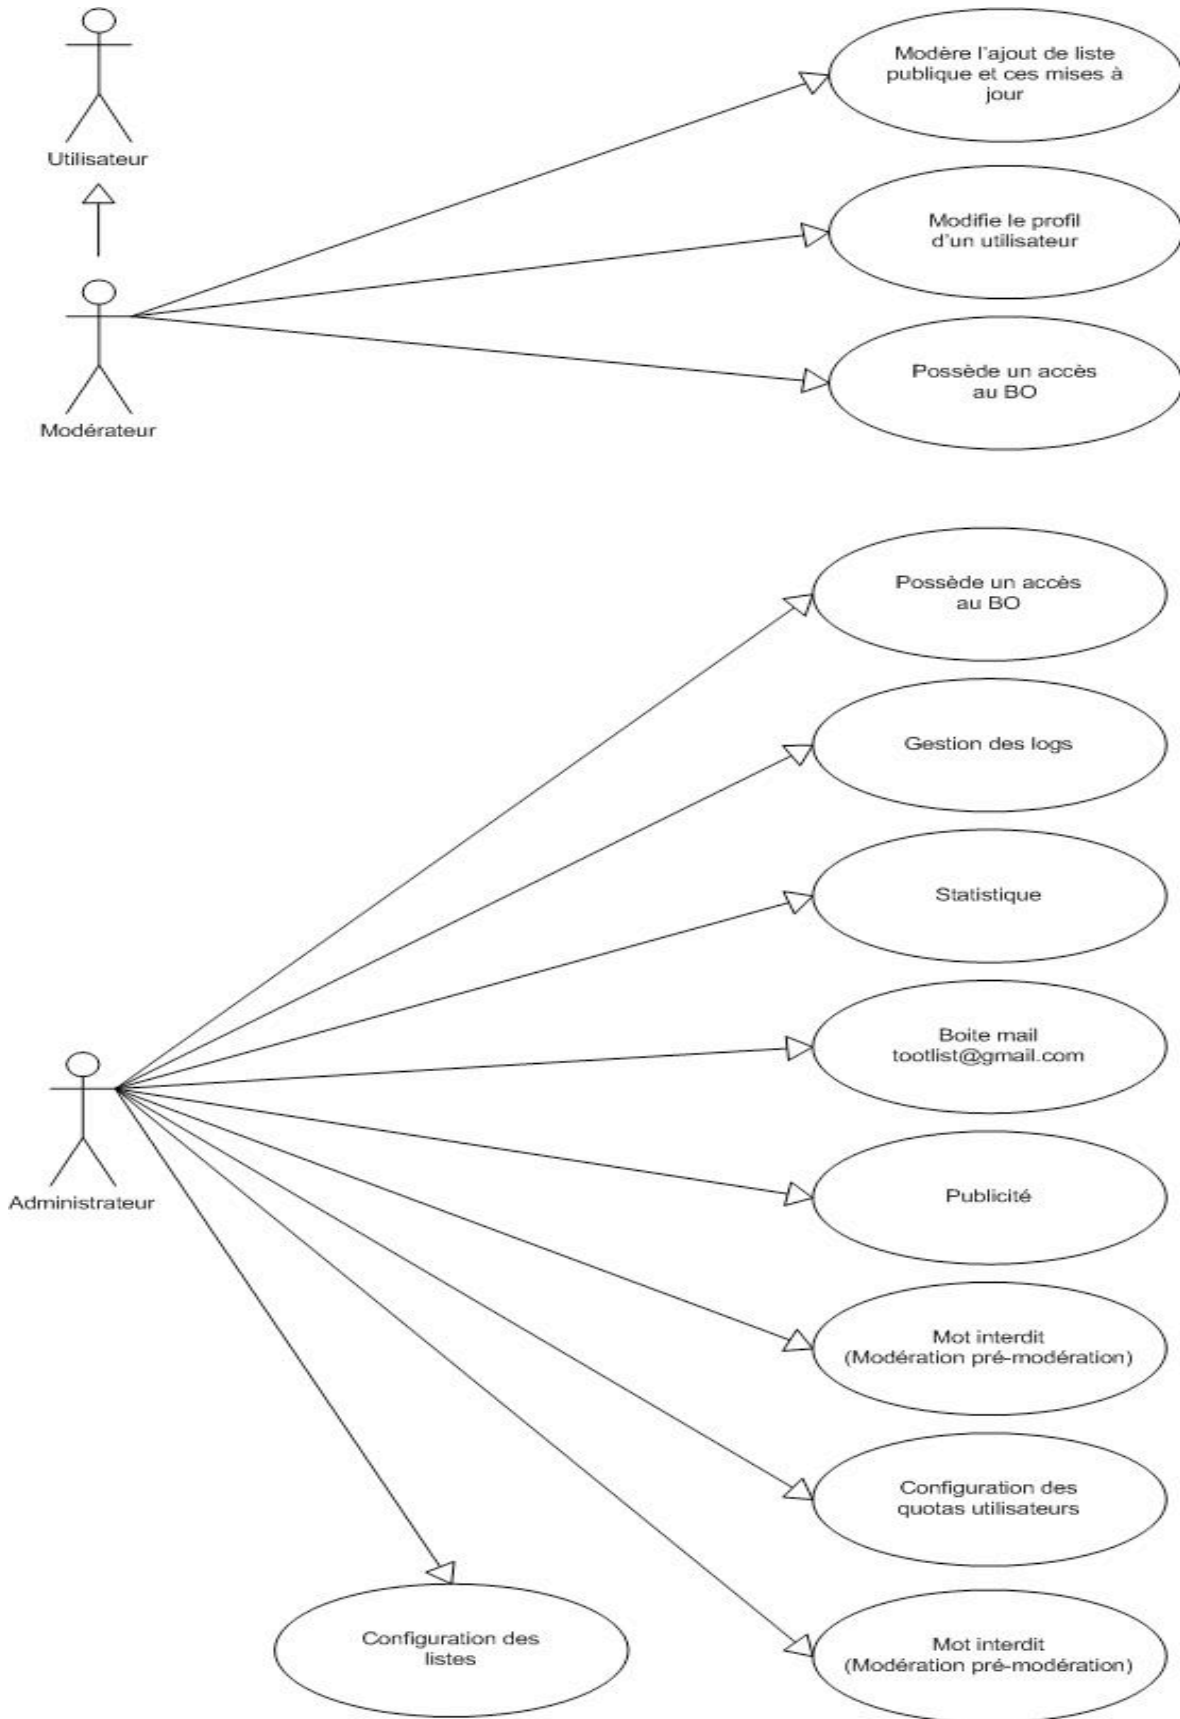 Utilisateur
Modère l'ajout de liste
publique et ces mises à
jour
Modifie le profil
d'un utilisateur
Modérateur
Possède un accès
au BO
Possède un accès
au BO
Gestion des logs
Statistique
Boite mail
tootlist@gmail.com
Administrateur
Publicité
Mot interdit
(Modération pré-modération)
Configuration des
quotas utilisateurs
Configuration des
listes
Mot interdit
(Modération pré-modération)